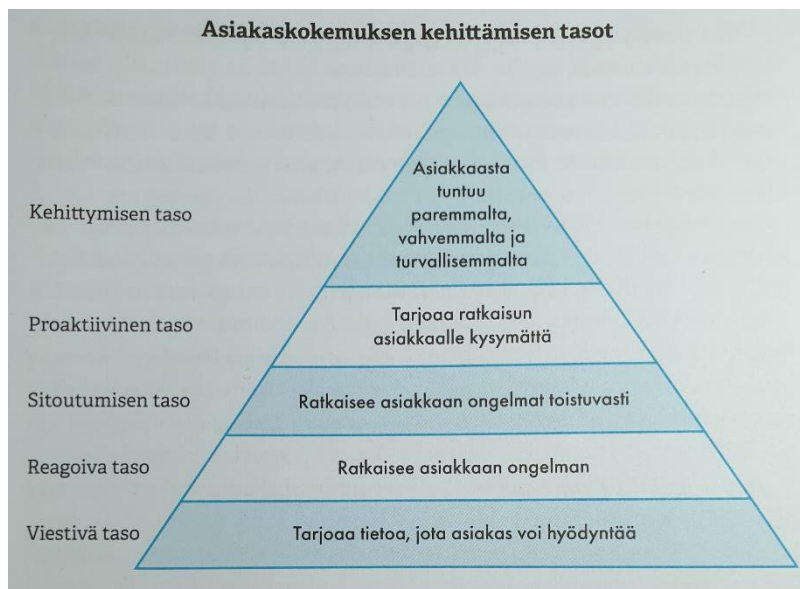 Asiakaskokemuksen kehittämisen tasot
Kehittymisen taso
Asiakkaasta
tuntuu
paremmalta,
vahvemmalta ja
turvallisemmalta
Proaktiivinen taso
Tarjoaa ratkaisun
asiakkaalle kysymättä
Sitoutumisen taso
Ratkaisee asiakkaan ongelmat toistuvasti
Reagoiva taso
Ratkaisee asiakkaan ongelman
Viestivä taso
Tarjoaa tietoa, jota asiakas voi hyödyntää